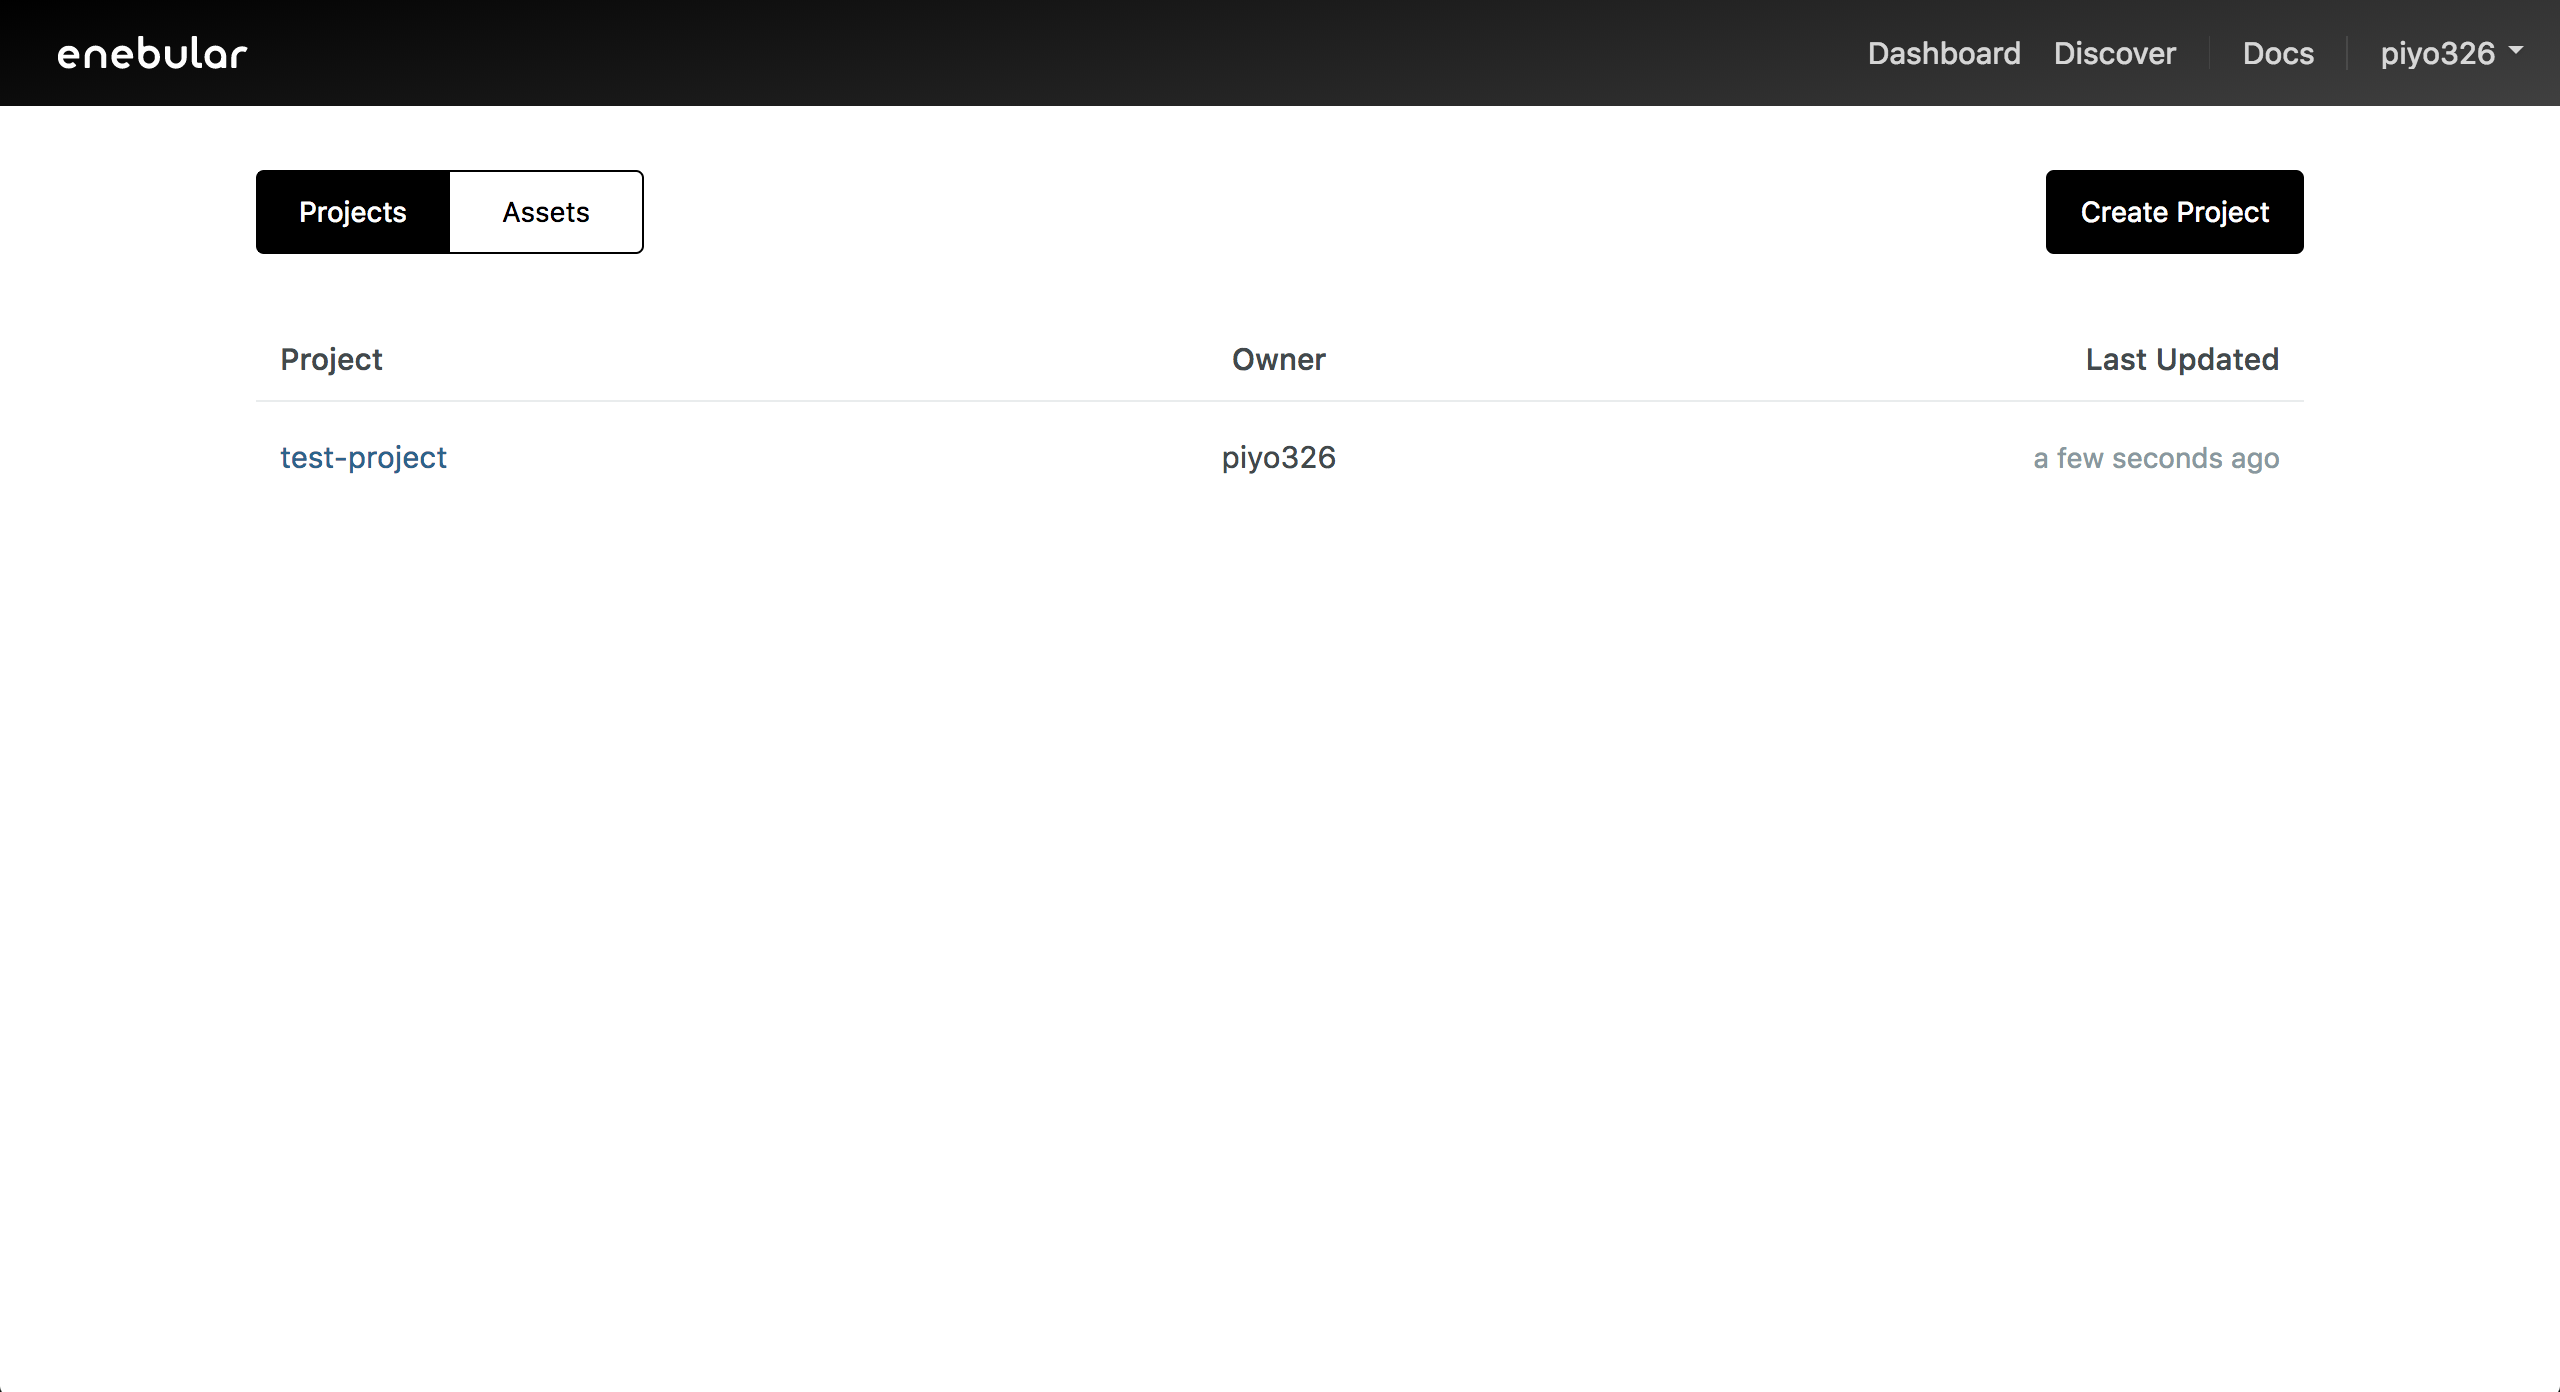 enebular Dashboard Discover Docs piyo326
Projects Assets Create Project
Project Owner Last Updated
test-project piyo326 a few seconds ago